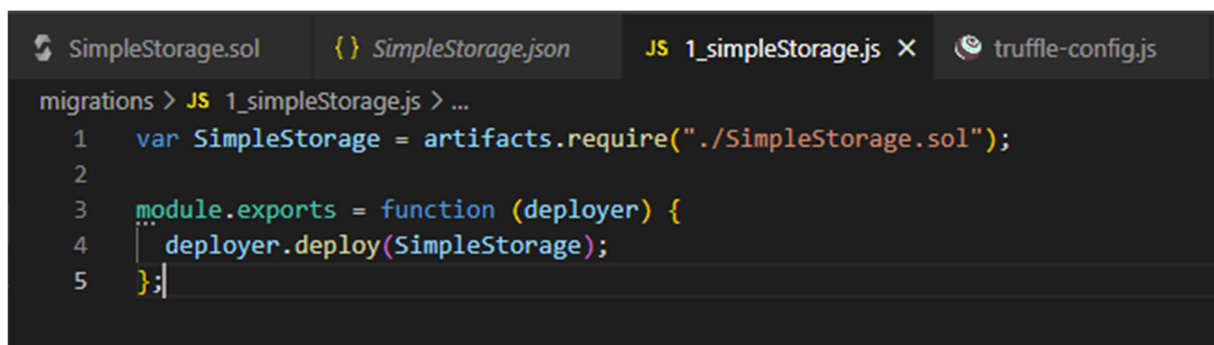 SimpleStorage.sol {} SimpleStorage.json JS 1_simpleStorage.js × truffle-config.js
migrations > JS 1_simpleStorage.js > ...
1 var SimpleStorage = artifacts.require("./SimpleStorage.sol");
2
3 module.exports = function (deployer) {
4 deployer.deploy(SimpleStorage);
5 };